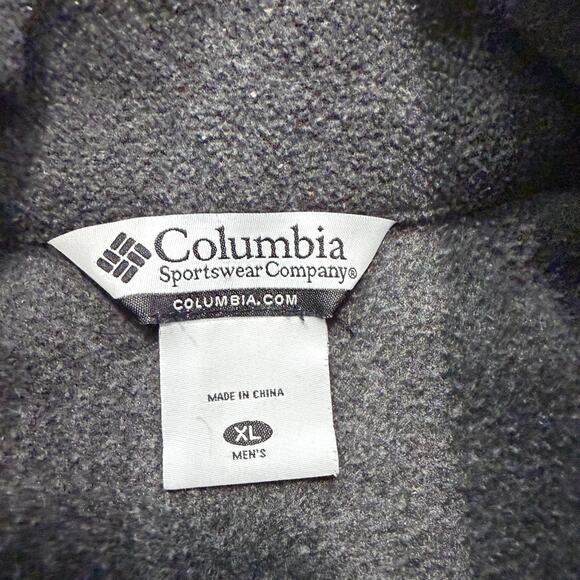 Columbia
Sportswear Company®
COLUMBIA.COM
MADE IN CHINA
XL
MEN'S